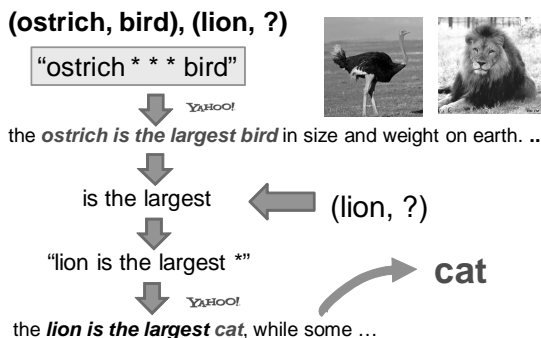 (ostrich, bird), (lion, ?)
“ostrich * * * bird”
YAHOO!
the ostrich is the largest bird in size and weight on earth. ..
is the largest
(lion, ?)
“lion is the largest *”
cat
YAHOO!
the lion is the largest cat, while some …